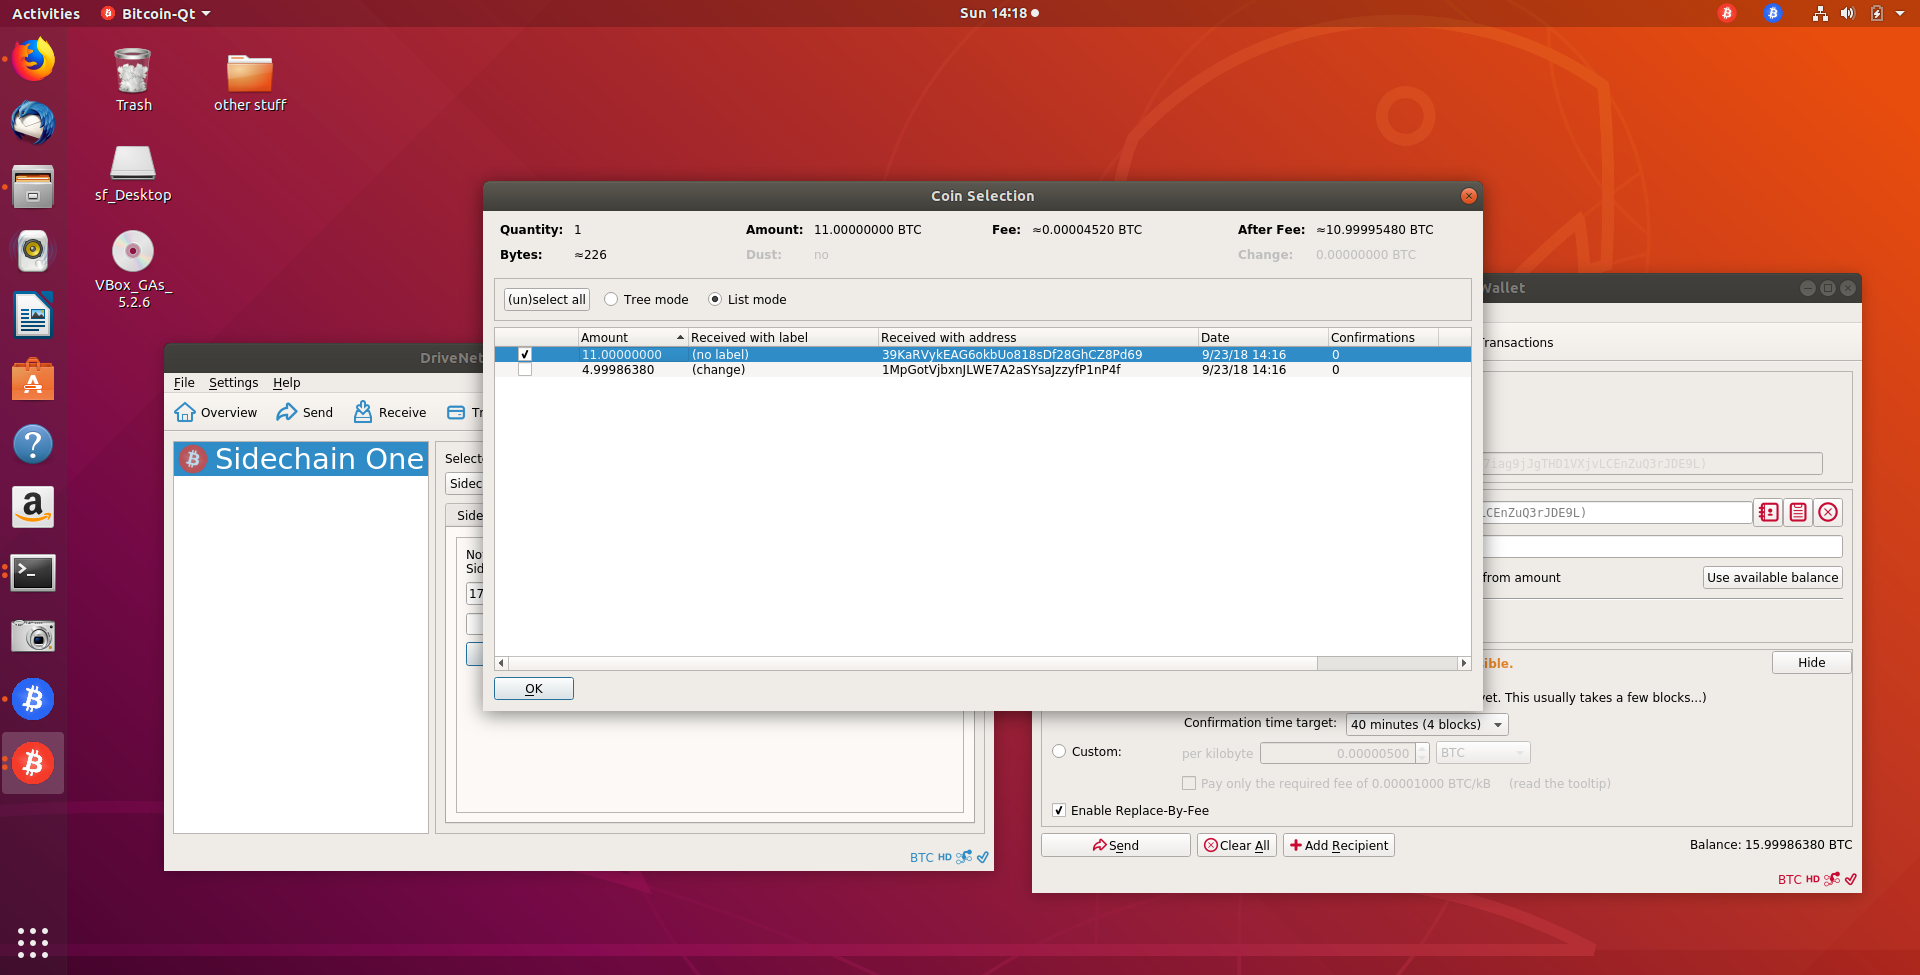 Activities Bitcoin-Qt Sun 14:18
Trash other stuff
sf_Desktop
VBox_GAs_
5.2.6
Coin Selection
Quantity: 1 Amount: 11.00000000 BTC Fee: ≈0.00004520 BTC After Fee: ≈10.99995480 BTC
Bytes: ≈226 Dust: no Change: 0.00000000 BTC
(un)select all Tree mode List mode
Amount Received with label Received with address Date Confirmations
11.00000000 (no label) 39KaRVykEAG6okbUo818sDf28GhCZ8Pd69 9/23/18 14:16 0
4.99986380 (change) 1MpGotVjbxnJLWE7A2aSYsaJzzyfP1nP4f 9/23/18 14:16 0
OK
DriveNet
File Settings Help
Overview Send Receive Tr
Sidechain One
Selecte
Sidec
Side
No
Sid
17
BTC HD
Wallet
ransactions
7iag9jJgTHD1VXjvLCEnZuQ3rJDE9L)
LCEnZuQ3rJDE9L)
from amount Use available balance
ible. Hide
yet. This usually takes a few blocks...)
Confirmation time target: 40 minutes (4 blocks)
Custom: per kilobyte 0.00000500 BTC
Pay only the required fee of 0.00001000 BTC/kB (read the tooltip)
Enable Replace-By-Fee
Send Clear All Add Recipient Balance: 15.99986380 BTC
BTC HD